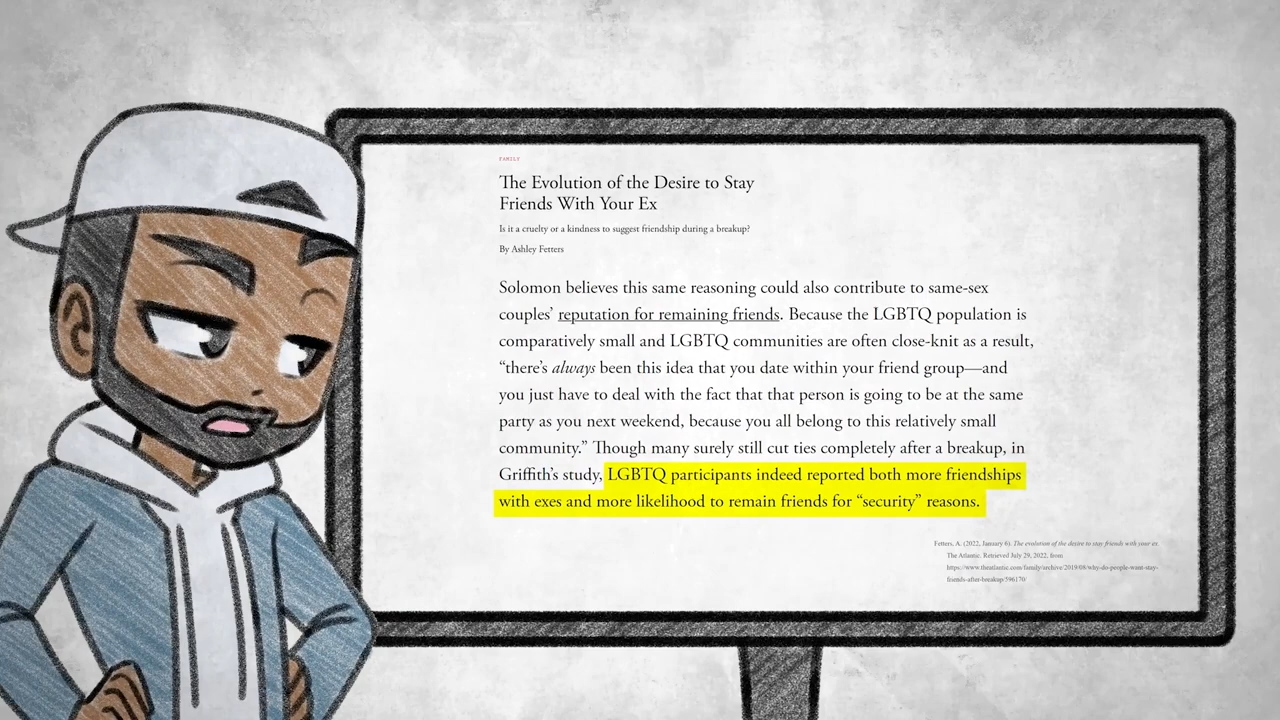 FAMILY
The Evolution of the Desire to Stay
Friends With Your Ex
Is it a cruelty or a kindness to suggest friendship during a breakup?
By Ashley Fetters
Solomon believes this same reasoning could also contribute to same-sex
couples’ reputation for remaining friends. Because the LGBTQ population is
comparatively small and LGBTQ communities are often close-knit as a result,
“there’s always been this idea that you date within your friend group—and
you just have to deal with the fact that that person is going to be at the same
party as you next weekend, because you all belong to this relatively small
community.” Though many surely still cut ties completely after a breakup, in
Griffith’s study, LGBTQ participants indeed reported both more friendships
with exes and more likelihood to remain friends for “security” reasons.
Fetters, A. (2022, January 6). The evolution of the desire to stay friends with your ex.
The Atlantic. Retrieved July 29, 2022, from
https://www.theatlantic.com/family/archive/2019/08/why-do-people-want-stay-
friends-after-breakup/596170/